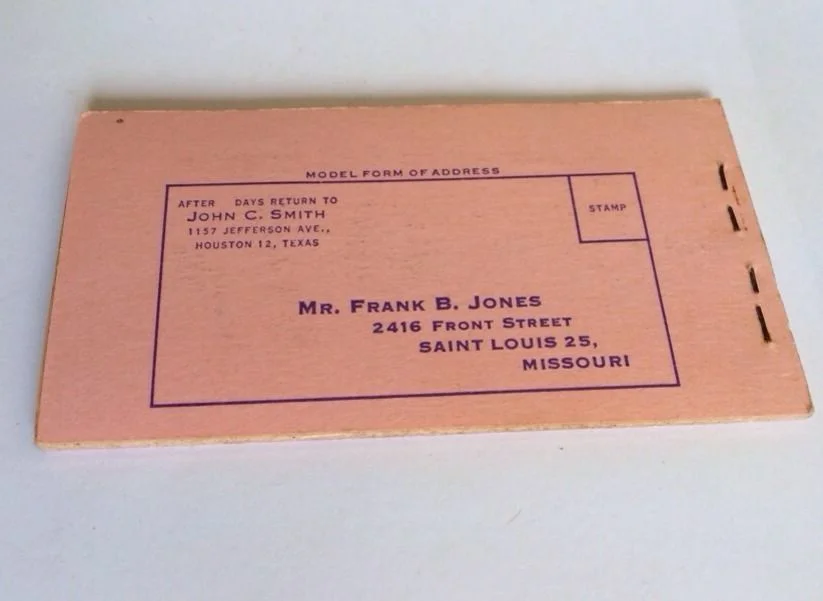 MODEL FORM OF ADDRESS
AFTER DAYS RETURN TO
JOHN C. SMITH
1157 JEFFERSON AVE.,
HOUSTON 12, TEXAS
STAMP
MR. FRANK B. JONES
2416 FRONT STREET
SAINT LOUIS 25,
MISSOURI